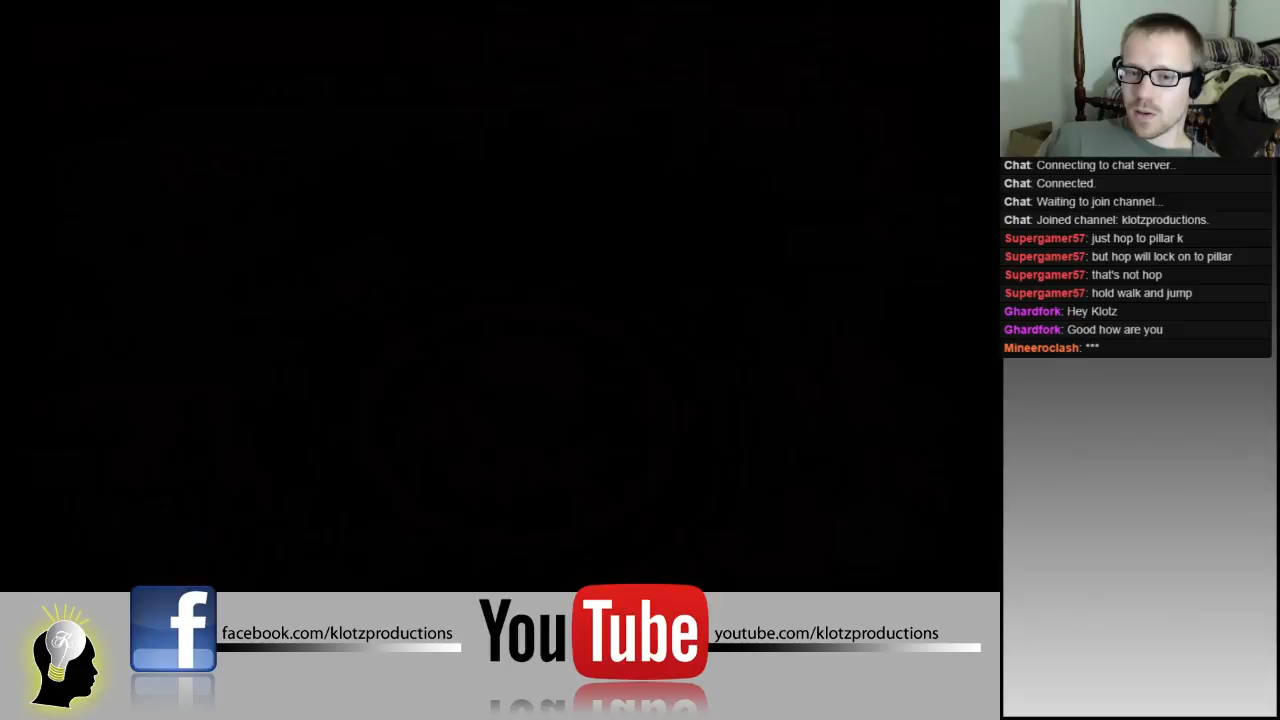 Chat: Connecting to chat server..
Chat: Connected.
Chat: Waiting to join channel...
Chat: Joined channel: klotzproductions.
Supergamer57: just hop to pillar k
Supergamer57: but hop will lock on to pillar
Supergamer57: that's not hop
Supergamer57: hold walk and jump
Ghardfork: Hey Klotz
Ghardfork: Good how are you
Mineeroclash: ***
f
facebook.com/klotzproductions
YouTube
youtube.com/klotzproductions